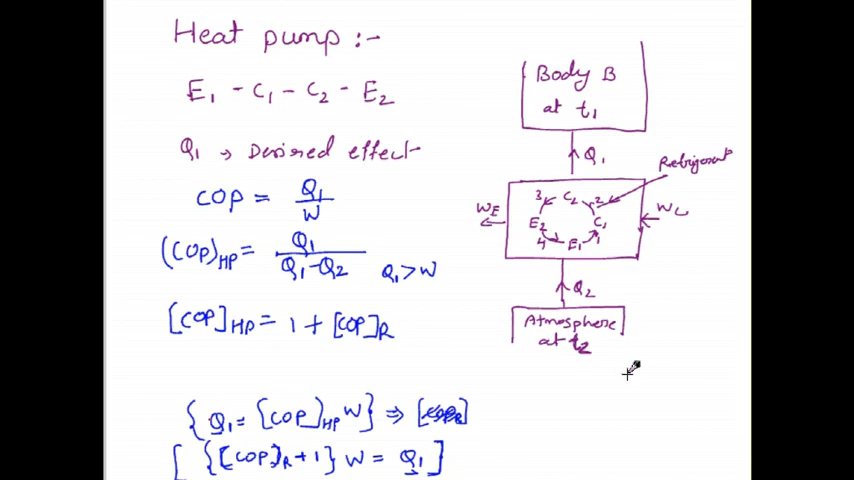 Heat pump :-
E₁ - C₁ - C₂ - E₂
Q₁ → Desired effect
COP = Q₁/W
(COP)HP = Q₁/(Q₁-Q₂) Q₁ > W
[COP]HP = 1 + [COP]R
{Q₁ = [COP]HP W} ⇒
[{[COP]R + 1} W = Q₁]
Body B
at t₁
Q₁
Refrigerant
WE
3 C₂ 2
E₂ C₁
4 E₁ 1
WC
Q₂
Atmosphere
at t₂